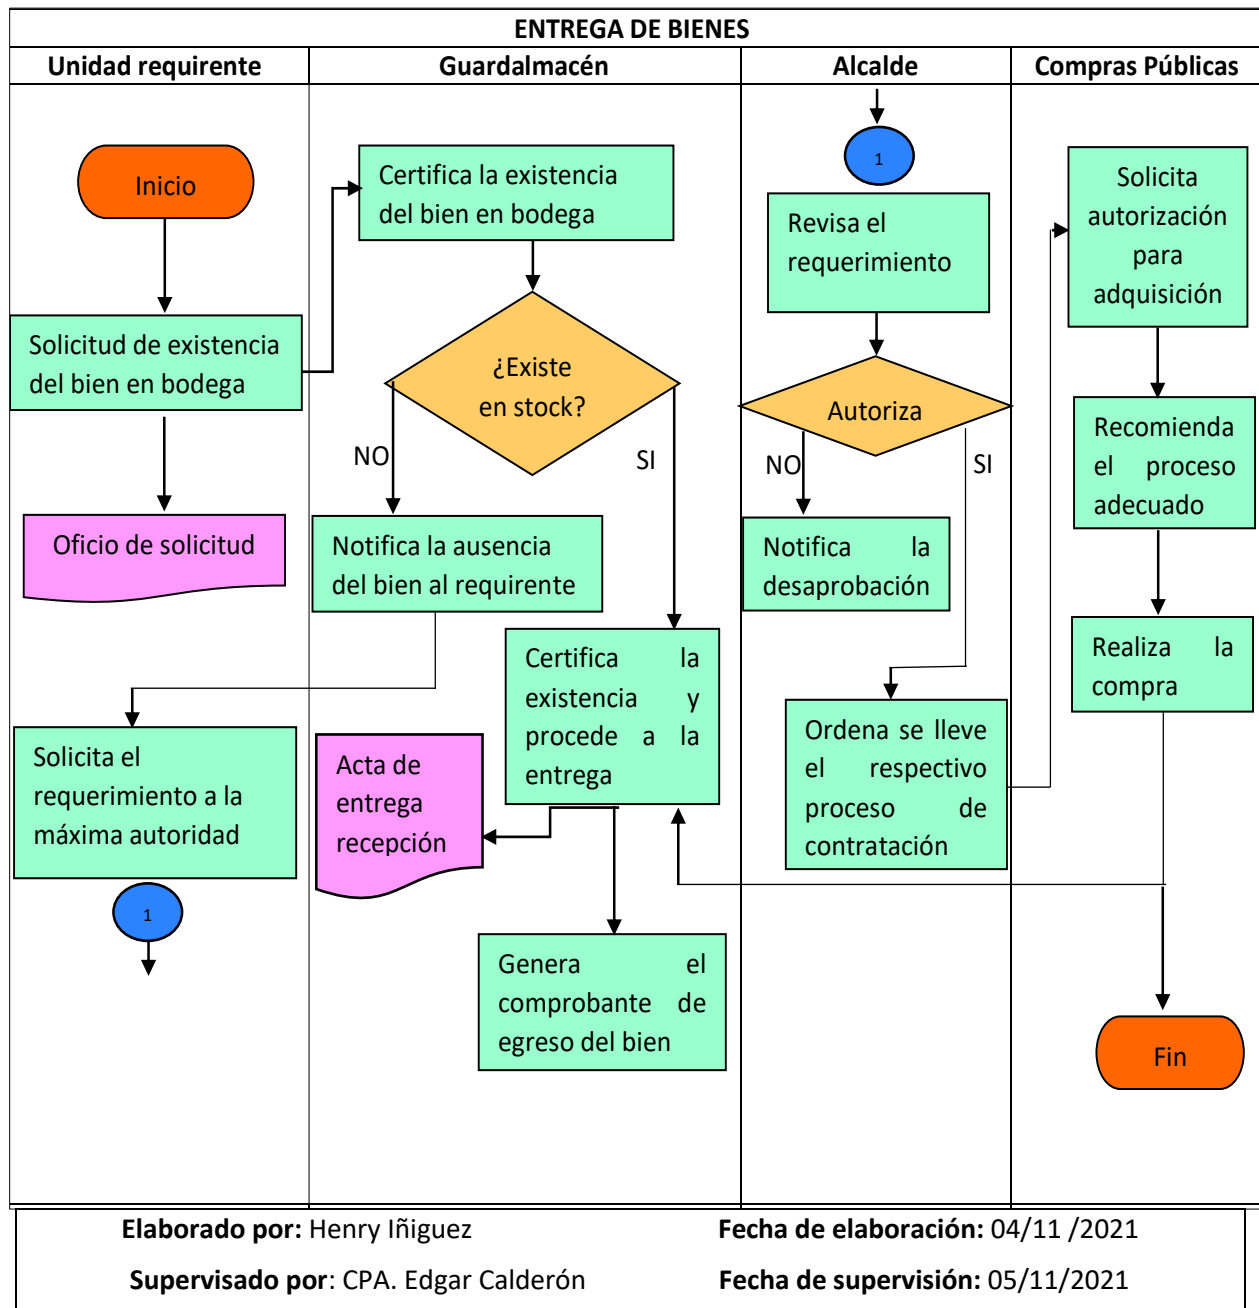 ENTREGA DE BIENES
Unidad requirente
Guardalmacén
Alcalde
Compras Públicas
Inicio
Solicitud de existencia
del bien en bodega
Oficio de solicitud
Solicita el
requerimiento a la
máxima autoridad
1
Certifica la existencia
del bien en bodega
¿Existe
en stock?
NO
SI
Notifica la ausencia
del bien al requirente
Certifica la
existencia y
procede a la
entrega
Acta de
entrega
recepción
Genera el
comprobante de
egreso del bien
1
Revisa el
requerimiento
Autoriza
NO
SI
Notifica la
desaprobación
Ordena se lleve
el respectivo
proceso de
contratación
Solicita
autorización
para
adquisición
Recomienda
el proceso
adecuado
Realiza la
compra
Fin
Elaborado por: Henry Iñiguez
Fecha de elaboración: 04/11 /2021
Supervisado por: CPA. Edgar Calderón
Fecha de supervisión: 05/11/2021